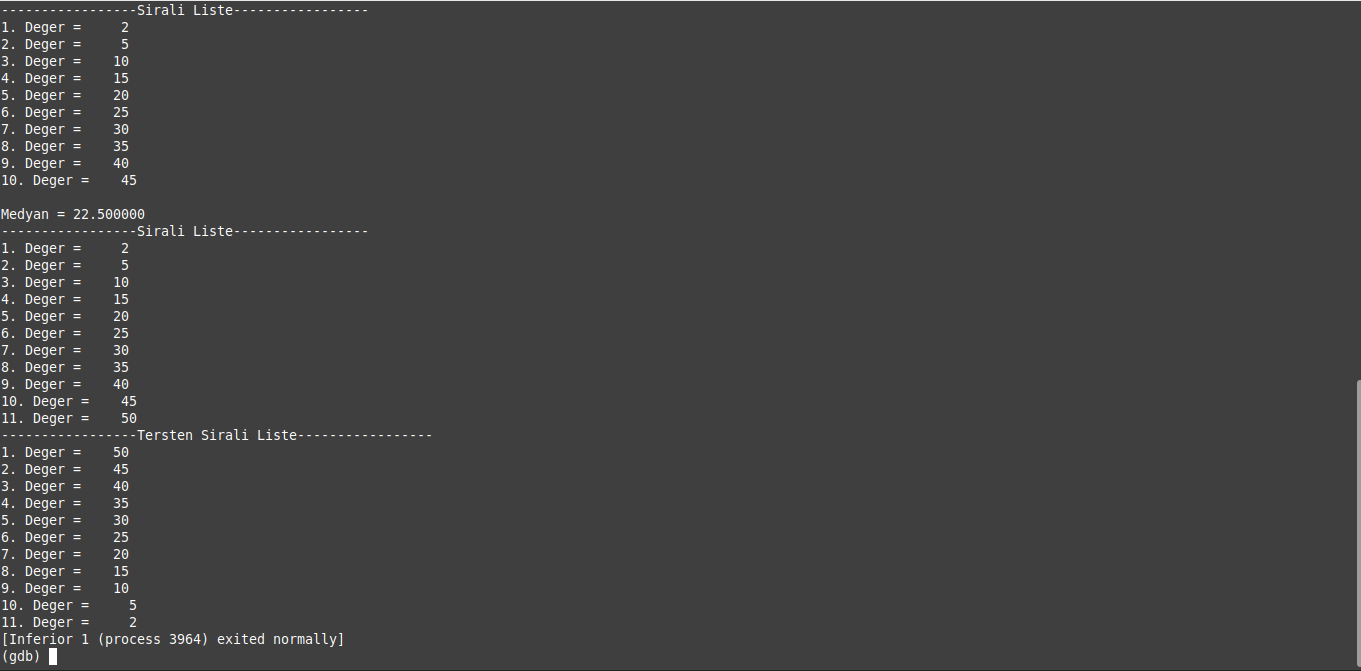 -----------------Sirali Liste-----------------
1. Deger =     2
2. Deger =     5
3. Deger =    10
4. Deger =    15
5. Deger =    20
6. Deger =    25
7. Deger =    30
8. Deger =    35
9. Deger =    40
10. Deger =    45

Medyan = 22.500000
-----------------Sirali Liste-----------------
1. Deger =     2
2. Deger =     5
3. Deger =    10
4. Deger =    15
5. Deger =    20
6. Deger =    25
7. Deger =    30
8. Deger =    35
9. Deger =    40
10. Deger =    45
11. Deger =    50
-----------------Tersten Sirali Liste-----------------
1. Deger =    50
2. Deger =    45
3. Deger =    40
4. Deger =    35
5. Deger =    30
6. Deger =    25
7. Deger =    20
8. Deger =    15
9. Deger =    10
10. Deger =     5
11. Deger =     2
[Inferior 1 (process 3964) exited normally]
(gdb)